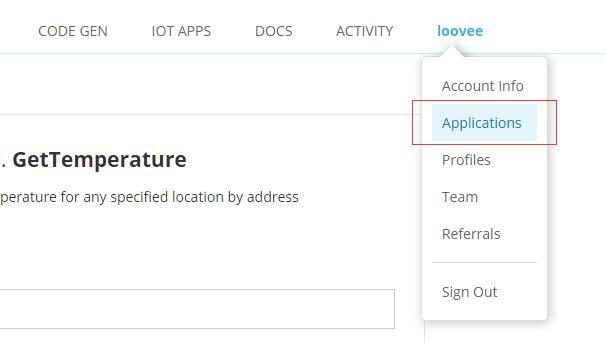 CODE GEN IOT APPS DOCS ACTIVITY loovee
Account Info
Applications
. GetTemperature
Profiles
perature for any specified location by address
Team
Referrals
Sign Out